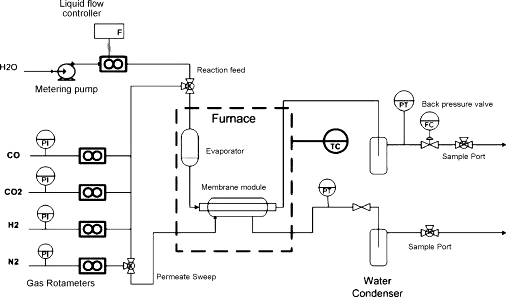 Liquid flow
controller
F
H2O
Metering pump
Reaction feed
Furnace
PT
Back pressure valve
FC
Evaporator
TC
Sample Port
PI
CO
PI
CO2
Membrane module
PT
PI
H2
PI
N2
Gas Rotameters
Permeate Sweep
Sample Port
Water
Condenser